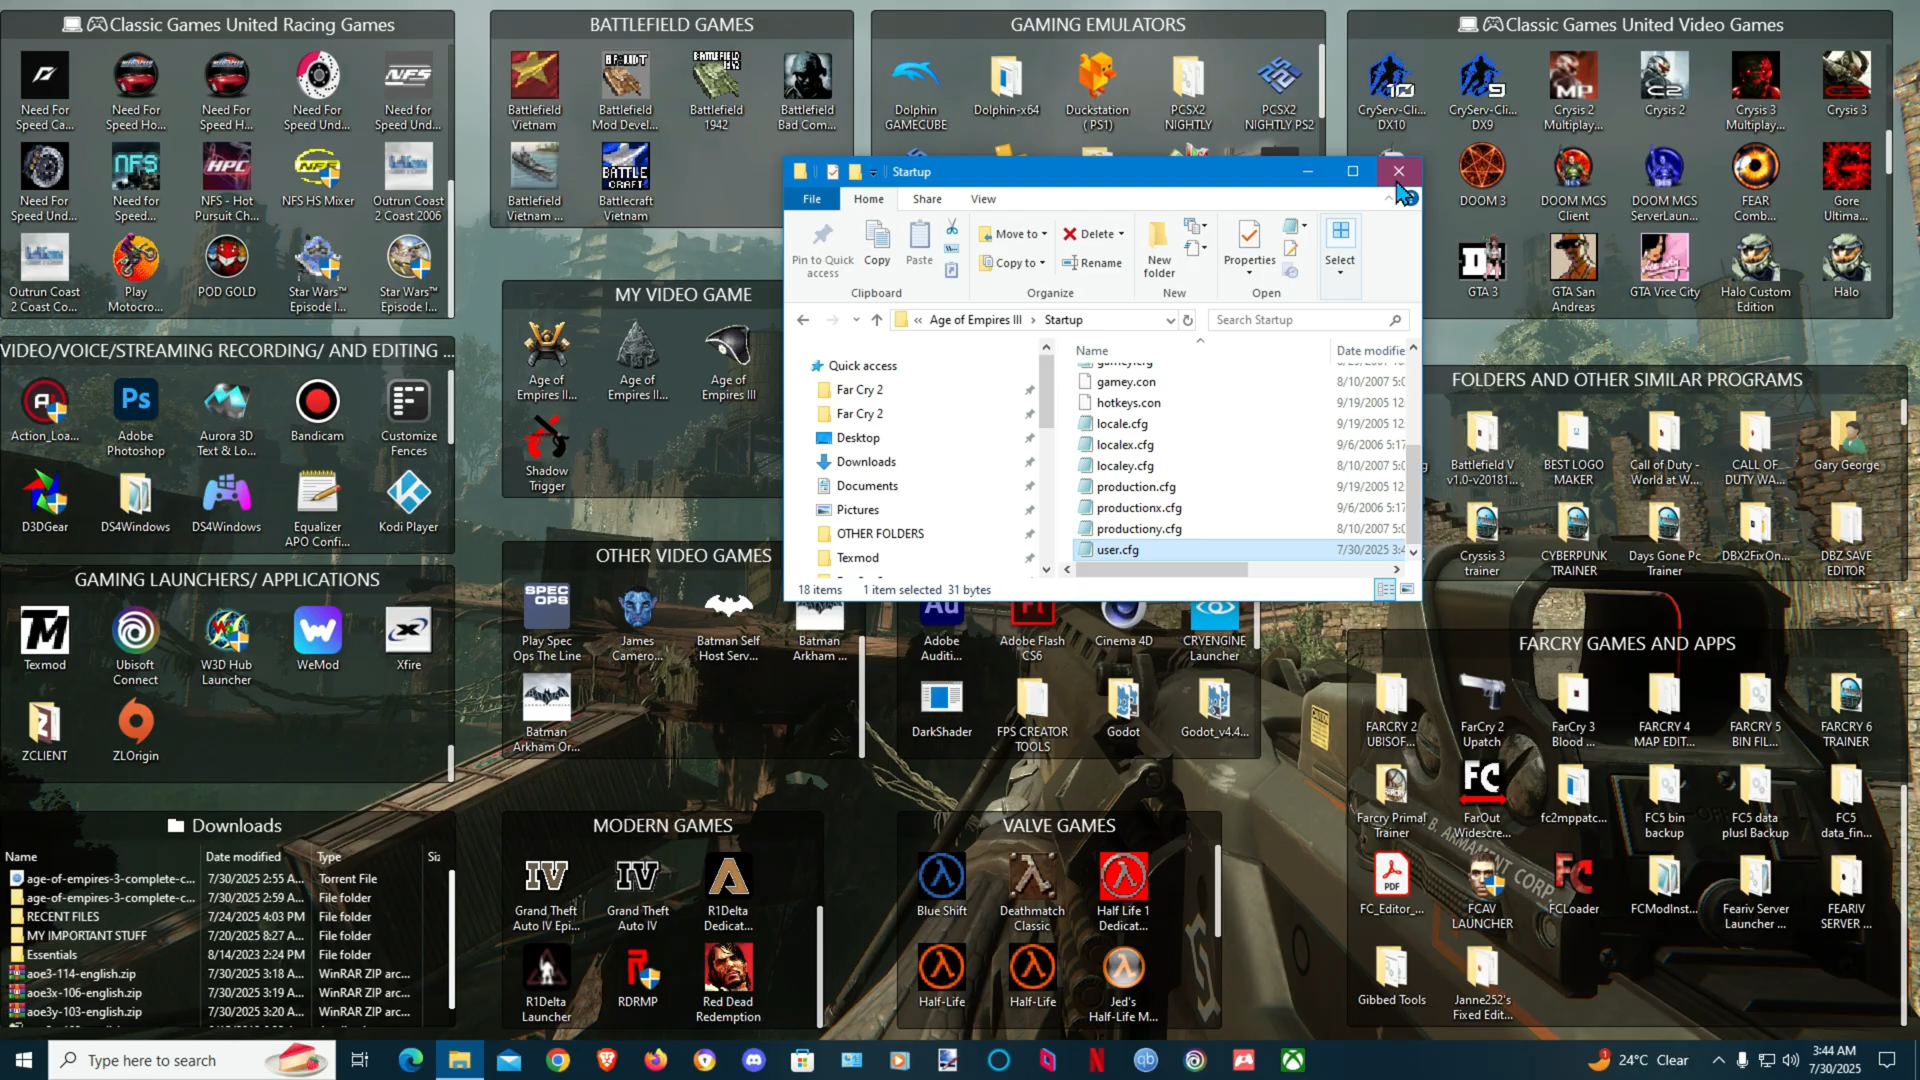 Classic Games United Racing Games
Need For
Speed Ca...
Need For
Speed Ho...
Need For
Speed H...
Need For
Speed Und...
Need for
Speed Und...
Need For
Speed Und...
Need for
Speed...
NFS - Hot
Pursuit Ch...
NFS HS Mixer
Outrun Coast
2 Coast 2006
Outrun Coast
2 Coast Co...
Play
Motocro...
POD GOLD
Star Wars™
Episode I...
Star Wars™
Episode I...
BATTLEFIELD GAMES
Battlefield
Vietnam
Battlefield
Mod Devel...
Battlefield
1942
Battlefield
Bad Com...
Battlefield
Vietnam ...
Battlecraft
Vietnam
GAMING EMULATORS
Dolphin
GAMECUBE
Dolphin-x64
Duckstation
( PS1)
PCSX2
NIGHTLY
PCSX2
NIGHTLY PS2
Classic Games United Video Games
CryServ-Cli...
DX10
CryServ-Cli...
DX9
Crysis 2
Multiplay...
Crysis 2
Crysis 3
Multiplay...
Crysis 3
DOOM 3
DOOM MCS
Client
DOOM MCS
ServerLaun...
FEAR
Comb...
Gore
Ultima...
GTA 3
GTA San
Andreas
GTA Vice City
Halo Custom
Edition
Halo
Startup
File
Home
Share
View
Pin to Quick
access
Copy
Paste
Move to
Copy to
Delete
Rename
New
folder
Properties
Select
Clipboard
Organize
New
Open
« Age of Empires III › Startup
Search Startup
Quick access
Far Cry 2
Far Cry 2
Desktop
Downloads
Documents
Pictures
OTHER FOLDERS
Texmod
Name
Date modifie
gamey.con
8/10/2007 5:0
hotkeys.con
9/19/2005 12
locale.cfg
9/19/2005 12
localex.cfg
9/6/2006 5:17
localey.cfg
8/10/2007 5:0
production.cfg
9/19/2005 12
productionx.cfg
9/6/2006 5:17
productiony.cfg
8/10/2007 5:0
user.cfg
7/30/2025 3:4
18 items
1 item selected 31 bytes
MY VIDEO GAME
Age of
Empires II...
Age of
Empires II...
Age of
Empires III
Shadow
Trigger
VIDEO/VOICE/STREAMING RECORDING/ AND EDITING ...
Action_Loa...
Adobe
Photoshop
Aurora 3D
Text & Lo...
Bandicam
Customize
Fences
D3DGear
DS4Windows
DS4Windows
Equalizer
APO Confi...
Kodi Player
FOLDERS AND OTHER SIMILAR PROGRAMS
Battlefield V
v1.0-v20181...
BEST LOGO
MAKER
Call of Duty -
World at W...
CALL OF
DUTY WA...
Gary George
Cryssis 3
trainer
CYBERPUNK
TRAINER
Days Gone Pc
Trainer
DBX2FixOn...
DBZ SAVE
EDITOR
OTHER VIDEO GAMES
Play Spec
Ops The Line
James
Camero...
Batman Self
Host Serv...
Batman
Arkham ...
Batman
Arkham Or...
Adobe
Auditi...
Adobe Flash
CS6
Cinema 4D
CRYENGINE
Launcher
DarkShader
FPS CREATOR
TOOLS
Godot
Godot_v4.4...
GAMING LAUNCHERS/ APPLICATIONS
Texmod
Ubisoft
Connect
W3D Hub
Launcher
WeMod
Xfire
ZCLIENT
ZLOrigin
FARCRY GAMES AND APPS
FARCRY 2
UBISOF...
FarCry 2
Upatch
FarCry 3
Blood ...
FARCRY 4
MAP EDIT...
FARCRY 5
BIN FIL...
FARCRY 6
TRAINER
Farcry Primal
Trainer
FarOut
Widescre...
fc2mppatc...
FC5 bin
backup
FC5 data
plusl Backup
FC5
data_fin...
FC_Editor_...
FCAV
LAUNCHER
FCLoader
FCModInst...
Feariv Server
Launcher ...
FEARIV
SERVER ...
Gibbed Tools
Janne252's
Fixed Edit...
Downloads
Name
Date modified
Type
Siz
age-of-empires-3-complete-c...
7/30/2025 2:55 A...
Torrent File
age-of-empires-3-complete-c...
7/30/2025 2:59 A...
File folder
RECENT FILES
7/24/2025 4:03 PM
File folder
MY IMPORTANT STUFF
7/20/2025 8:27 A...
File folder
Essentials
8/14/2023 2:24 PM
File folder
aoe3-114-english.zip
7/30/2025 3:18 A...
WinRAR ZIP arc...
aoe3x-106-english.zip
7/30/2025 3:19 A...
WinRAR ZIP arc...
aoe3y-103-english.zip
7/30/2025 3:20 A...
WinRAR ZIP arc...
MODERN GAMES
Grand Theft
Auto IV Epi...
Grand Theft
Auto IV
R1Delta
Dedicat...
R1Delta
Launcher
RDRMP
Red Dead
Redemption
VALVE GAMES
Blue Shift
Deathmatch
Classic
Half Life 1
Dedicat...
Half-Life
Half-Life
Jed's
Half-Life M...
Type here to search
24°C Clear
3:44 AM
7/30/2025